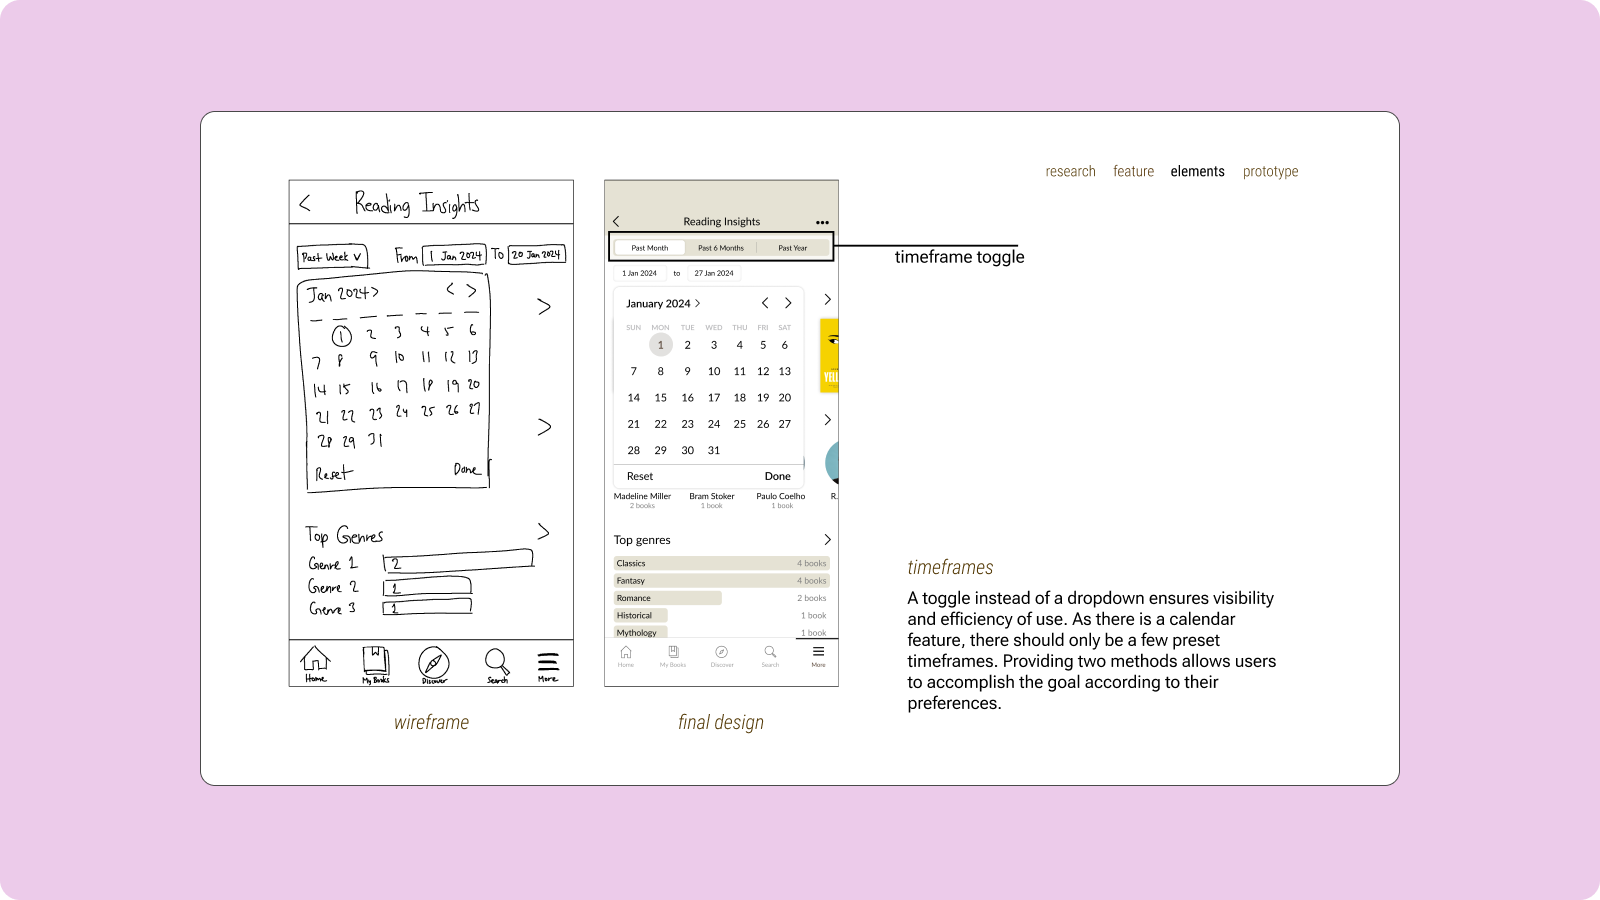 research feature elements prototype
< Reading Insights
Past Week ∨ From 1 Jan 2024 To 20 Jan 2024
Jan 2024 > < >
1 2 3 4 5 6
7 8 9 10 11 12 13
14 15 16 17 18 19 20
21 22 23 24 25 26 27
28 29 31
Reset Done
Top Genres >
Genre 1 2
Genre 2 1
Genre 3 1
Home My Books Discover Search More
wireframe
< Reading Insights •••
Past Month Past 6 Months Past Year
1 Jan 2024 to 27 Jan 2024
January 2024 > < >
SUN MON TUE WED THU FRI SAT
1 2 3 4 5 6
7 8 9 10 11 12 13
14 15 16 17 18 19 20
21 22 23 24 25 26 27
28 29 30 31
Reset Done
YELL
Madeline Miller Bram Stoker Paulo Coelho R.
2 books 1 book 1 book
Top genres >
Classics 4 books
Fantasy 4 books
Romance 2 books
Historical 1 book
Mythology 1 book
Home My Books Discover Search More
final design
timeframe toggle
timeframes
A toggle instead of a dropdown ensures visibility
and efficiency of use. As there is a calendar
feature, there should only be a few preset
timeframes. Providing two methods allows users
to accomplish the goal according to their
preferences.